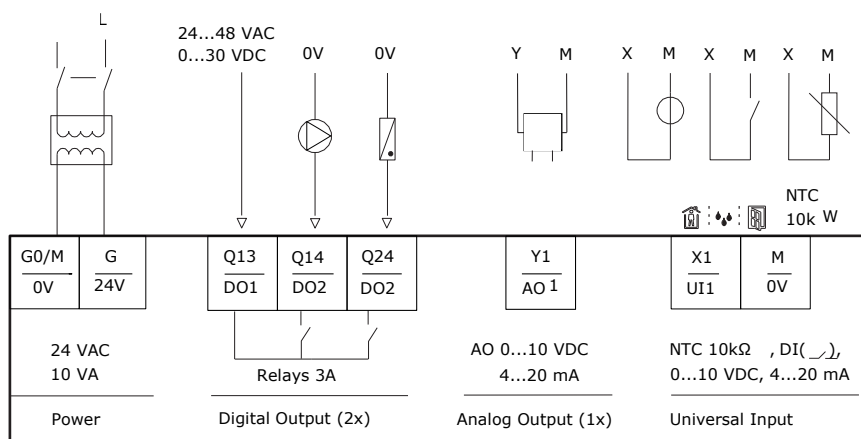 L
24...48 VAC
0...30 VDC
0V
0V
Y M
X M X M X M
NTC
10k W
G0/M
0V
G
24V
Q13
DO1
Q14
DO2
Q24
DO2
Y1
AO 1
X1
UI1
M
0V
24 VAC
10 VA
Relays 3A
AO 0...10 VDC
4...20 mA
NTC 10kΩ , DI( ),
0...10 VDC, 4...20 mA
Power
Digital Output (2x)
Analog Output (1x)
Universal Input